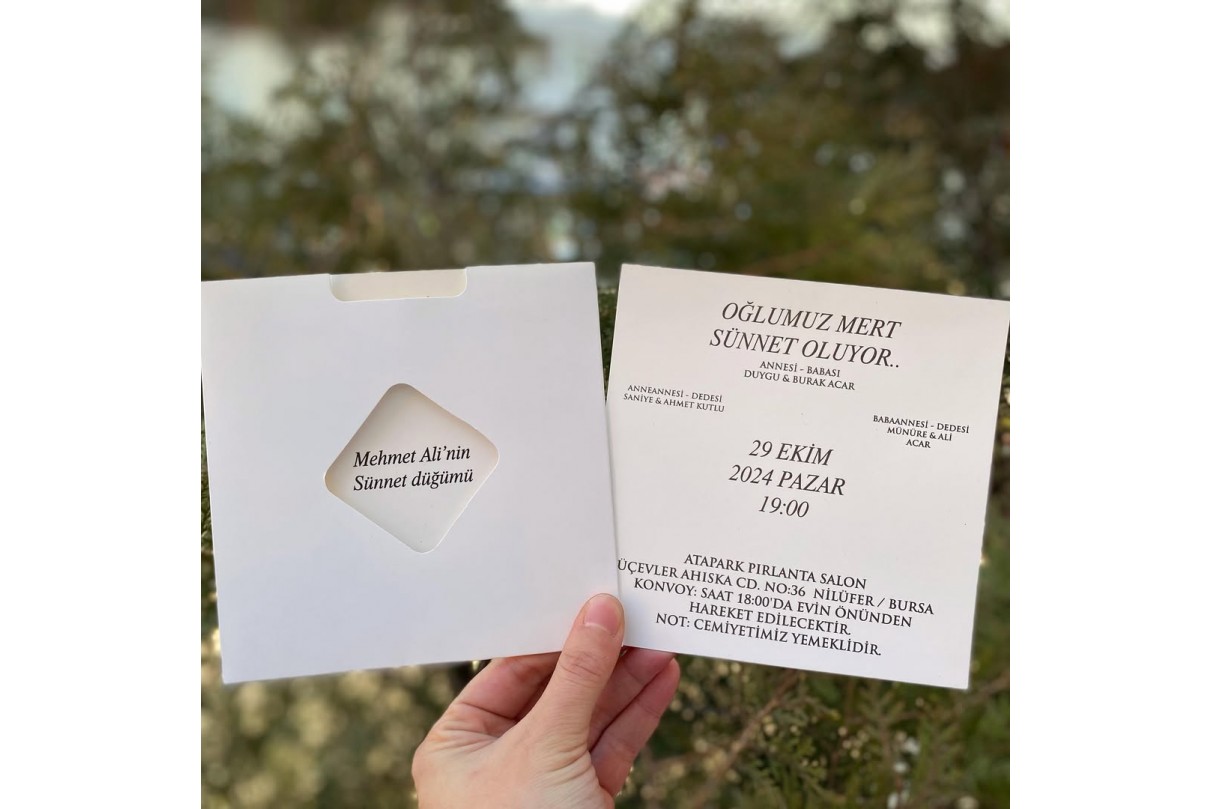 Mehmet Ali’nin
Sünnet düğümü
OĞLUMUZ MERT
SÜNNET OLUYOR..
ANNESİ - BABASI
DUYGU & BURAK ACAR
ANNEANNESİ - DEDESİ
SANİYE & AHMET KUTLU
BABAANNESİ - DEDESİ
MÜNÜRE & ALİ
ACAR
29 EKİM
2024 PAZAR
19:00
ATAPARK PIRLANTA SALON
ÜÇEVLER AHISKA CD. NO:36 NİLÜFER / BURSA
KONVOY: SAAT 18:00'DA EVİN ÖNÜNDEN
HAREKET EDİLECEKTİR.
NOT: CEMİYETİMİZ YEMEKLİDİR.